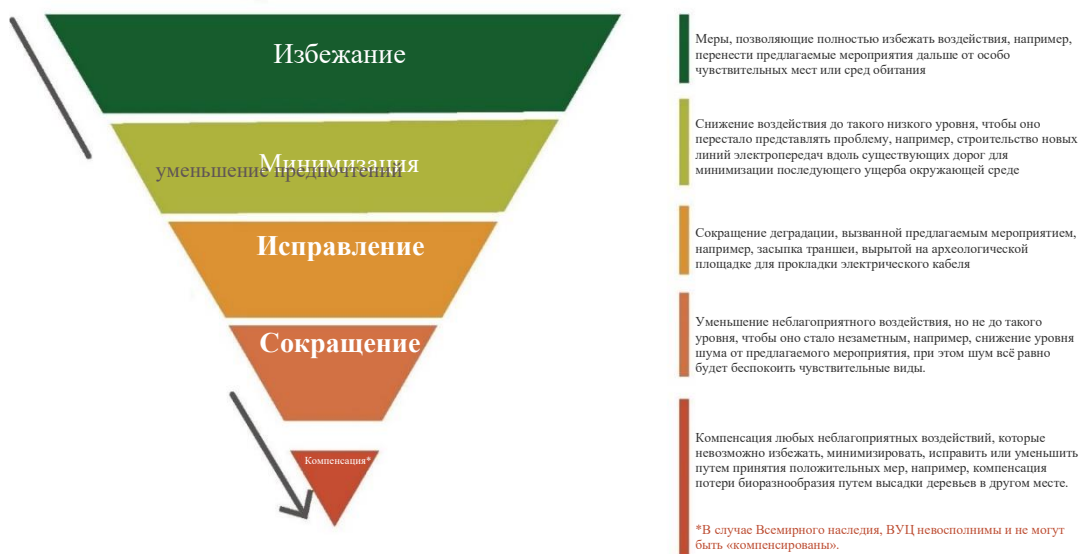 Избежание
Меры, позволяющие полностью избежать воздействия, например,
перенести предлагаемые мероприятия дальше от особо
чувствительных мест или сред обитания
Минимизация
уменьшение предпочтений
Снижение воздействия до такого низкого уровня, чтобы оно
перестало представлять проблему, например, строительство новых
линий электропередач вдоль существующих дорог для
минимизации последующего ущерба окружающей среде
Исправление
Сокращение деградации, вызванной предлагаемым мероприятием,
например, засыпка траншеи, вырытой на археологической
площадке для прокладки электрического кабеля
Сокращение
Уменьшение неблагоприятного воздействия, но не до такого
уровня, чтобы оно стало незаметным, например, снижение уровня
шума от предлагаемого мероприятия, при этом шум всё равно
будет беспокоить чувствительные виды.
Компенсация*
Компенсация любых неблагоприятных воздействий, которые
невозможно избежать, минимизировать, исправить или уменьшить
путем принятия положительных мер, например, компенсация
потери биоразнообразия путем высадки деревьев в другом месте.
*В случае Всемирного наследия, ВУЦ невосполнимы и не могут
быть «компенсированы».